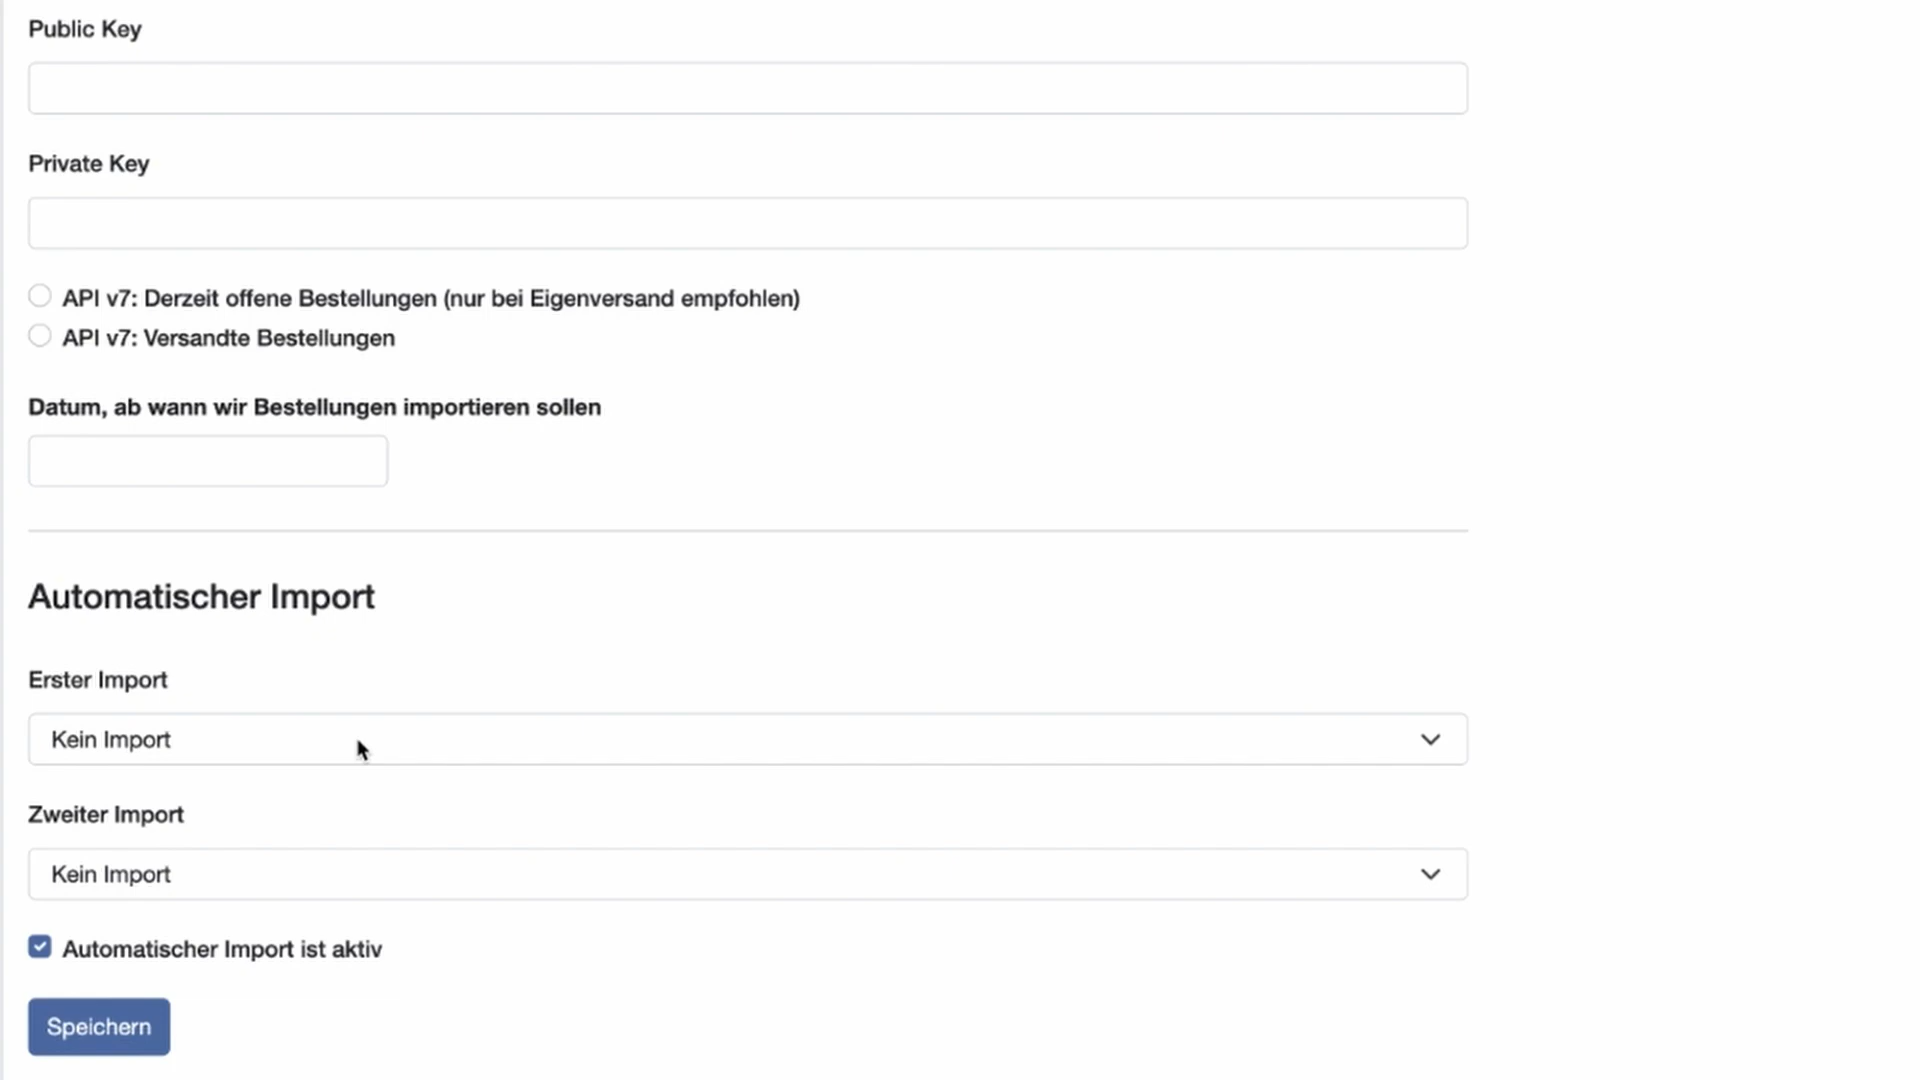 Public Key
Private Key
API v7: Derzeit offene Bestellungen (nur bei Eigenversand empfohlen)
API v7: Versandte Bestellungen
Datum, ab wann wir Bestellungen importieren sollen
Automatischer Import
Erster Import
Kein Import
Zweiter Import
Kein Import
Automatischer Import ist aktiv
Speichern